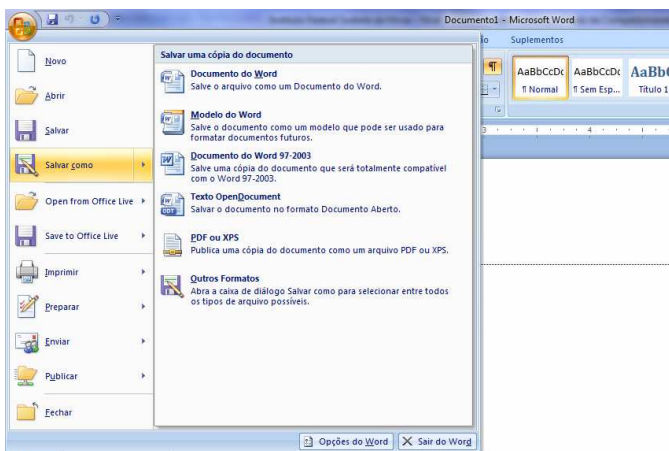 Documento1 - Microsoft Word
Suplementos
AaBbCcDc AaBbCcDc AaBbC
¶ Normal ¶ Sem Esp... Título 1
Novo
Abrir
Salvar
Salvar como
Open from Office Live
Save to Office Live
Imprimir
Preparar
Enviar
Publicar
Fechar
Salvar uma cópia do documento
Documento do Word
Salve o arquivo como um Documento do Word.
Modelo do Word
Salve o documento como um modelo que pode ser usado para
formatar documentos futuros.
Documento do Word 97-2003
Salve uma cópia do documento que será totalmente compatível
com o Word 97-2003.
Texto OpenDocument
Salvar o documento no formato Documento Aberto.
PDF ou XPS
Publica uma cópia do documento como um arquivo PDF ou XPS.
Outros Formatos
Abra a caixa de diálogo Salvar como para selecionar entre todos
os tipos de arquivo possíveis.
Opções do Word Sair do Word